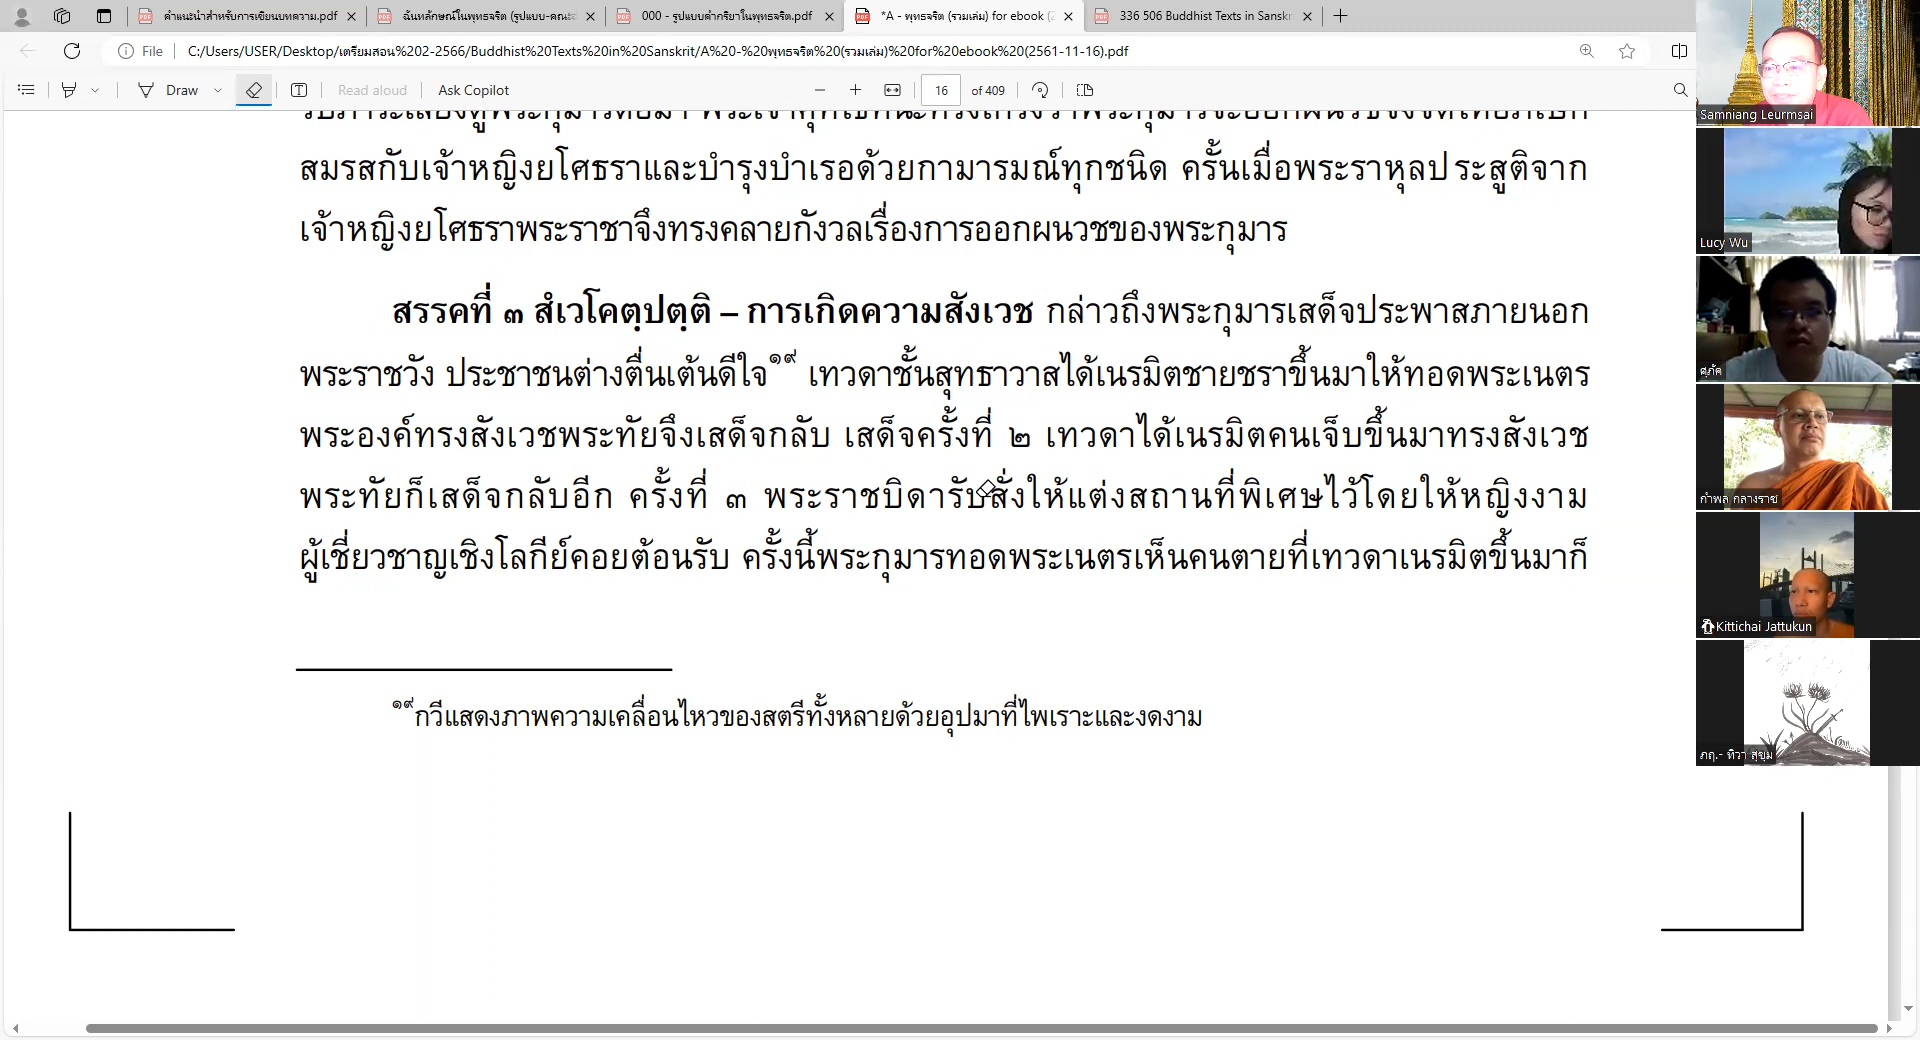 คำแนะนำสำหรับการเขียนบทความ.pdf
ฉันทลักษณ์ในพุทธจริต (รูปแบบ-คณะ
000 - รูปแบบคำกริยาในพุทธจริต.pdf
*A - พุทธจริต (รวมเล่ม) for ebook (2
336 506 Buddhist Texts in Sanskr
File
C:/Users/USER/Desktop/เตรียมสอน%202-2566/Buddhist%20Texts%20in%20Sanskrit/A%20-%20พุทธจริต%20(รวมเล่ม)%20for%20ebook%20(2561-11-16).pdf
Draw
Read aloud
Ask Copilot
16 of 409
สมรสกับเจ้าหญิงยโศธราและบำรุงบำเรอด้วยกามารมณ์ทุกชนิด ครั้นเมื่อพระราหุลประสูติจาก
เจ้าหญิงยโศธราพระราชาจึงทรงคลายกังวลเรื่องการออกผนวชของพระกุมาร
สรรคที่ ๓ สํเวโคตฺปตฺติ – การเกิดความสังเวช กล่าวถึงพระกุมารเสด็จประพาสภายนอก
พระราชวัง ประชาชนต่างตื่นเต้นดีใจ๑๙ เทวดาชั้นสุทธาวาสได้เนรมิตชายชราขึ้นมาให้ทอดพระเนตร
พระองค์ทรงสังเวชพระทัยจึงเสด็จกลับ เสด็จครั้งที่ ๒ เทวดาได้เนรมิตคนเจ็บขึ้นมาทรงสังเวช
พระทัยก็เสด็จกลับอีก ครั้งที่ ๓ พระราชบิดารับสั่งให้แต่งสถานที่พิเศษไว้โดยให้หญิงงาม
ผู้เชี่ยวชาญเชิงโลกีย์คอยต้อนรับ ครั้งนี้พระกุมารทอดพระเนตรเห็นคนตายที่เทวดาเนรมิตขึ้นมาก็
๑๙กวีแสดงภาพความเคลื่อนไหวของสตรีทั้งหลายด้วยอุปมาที่ไพเราะและงดงาม
Samniang Leurmsai
Lucy Wu
ศุภัค
กำพล กลางราช
Kittichai Jattukun
ภฤ.- ทิวา สุขุม